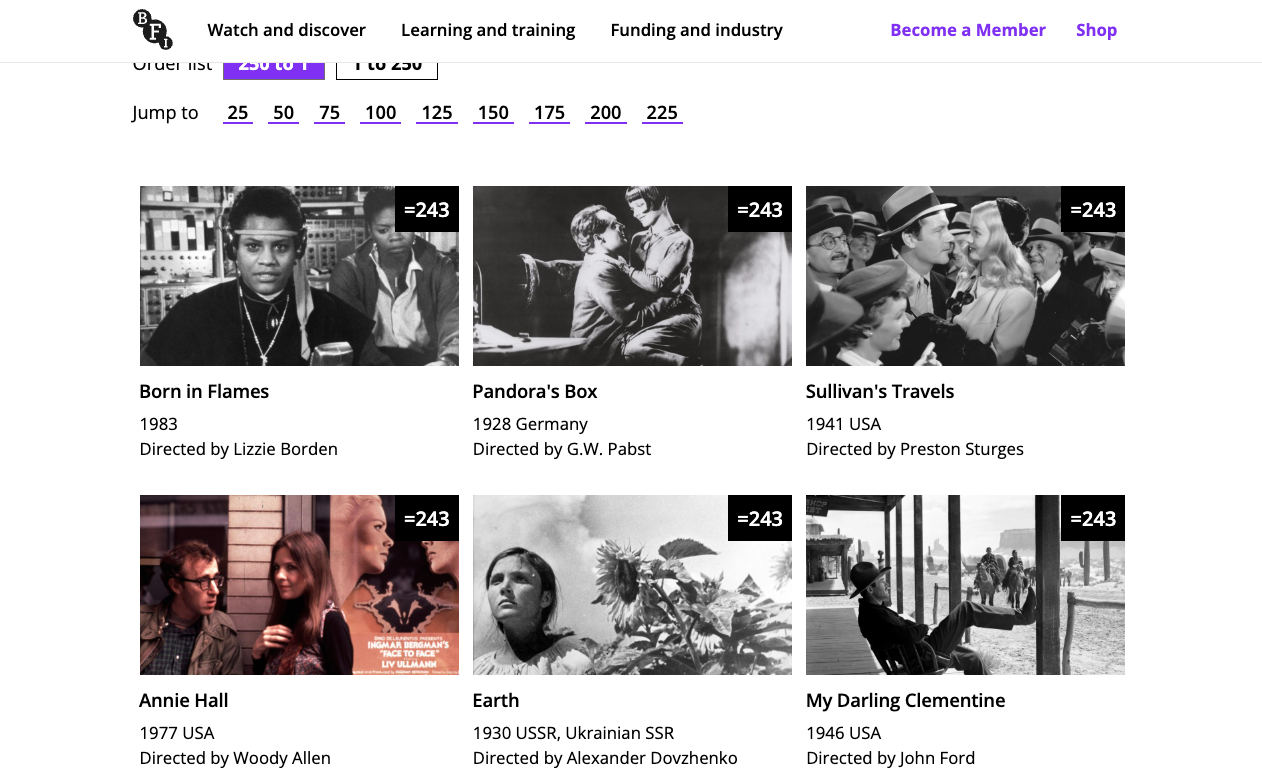 BFI
Watch and discover
Learning and training
Funding and industry
Become a Member
Shop
Order list
250 to 1
1 to 250
Jump to
25
50
75
100
125
150
175
200
225
=243
=243
=243
Born in Flames
1983
Directed by Lizzie Borden
Pandora's Box
1928 Germany
Directed by G.W. Pabst
Sullivan's Travels
1941 USA
Directed by Preston Sturges
=243
DINO DE LAURENTIIS PRESENTS
INGMAR BERGMAN'S
"FACE TO FACE"
LIV ULLMANN
=243
=243
Annie Hall
1977 USA
Directed by Woody Allen
Earth
1930 USSR, Ukrainian SSR
Directed by Alexander Dovzhenko
My Darling Clementine
1946 USA
Directed by John Ford